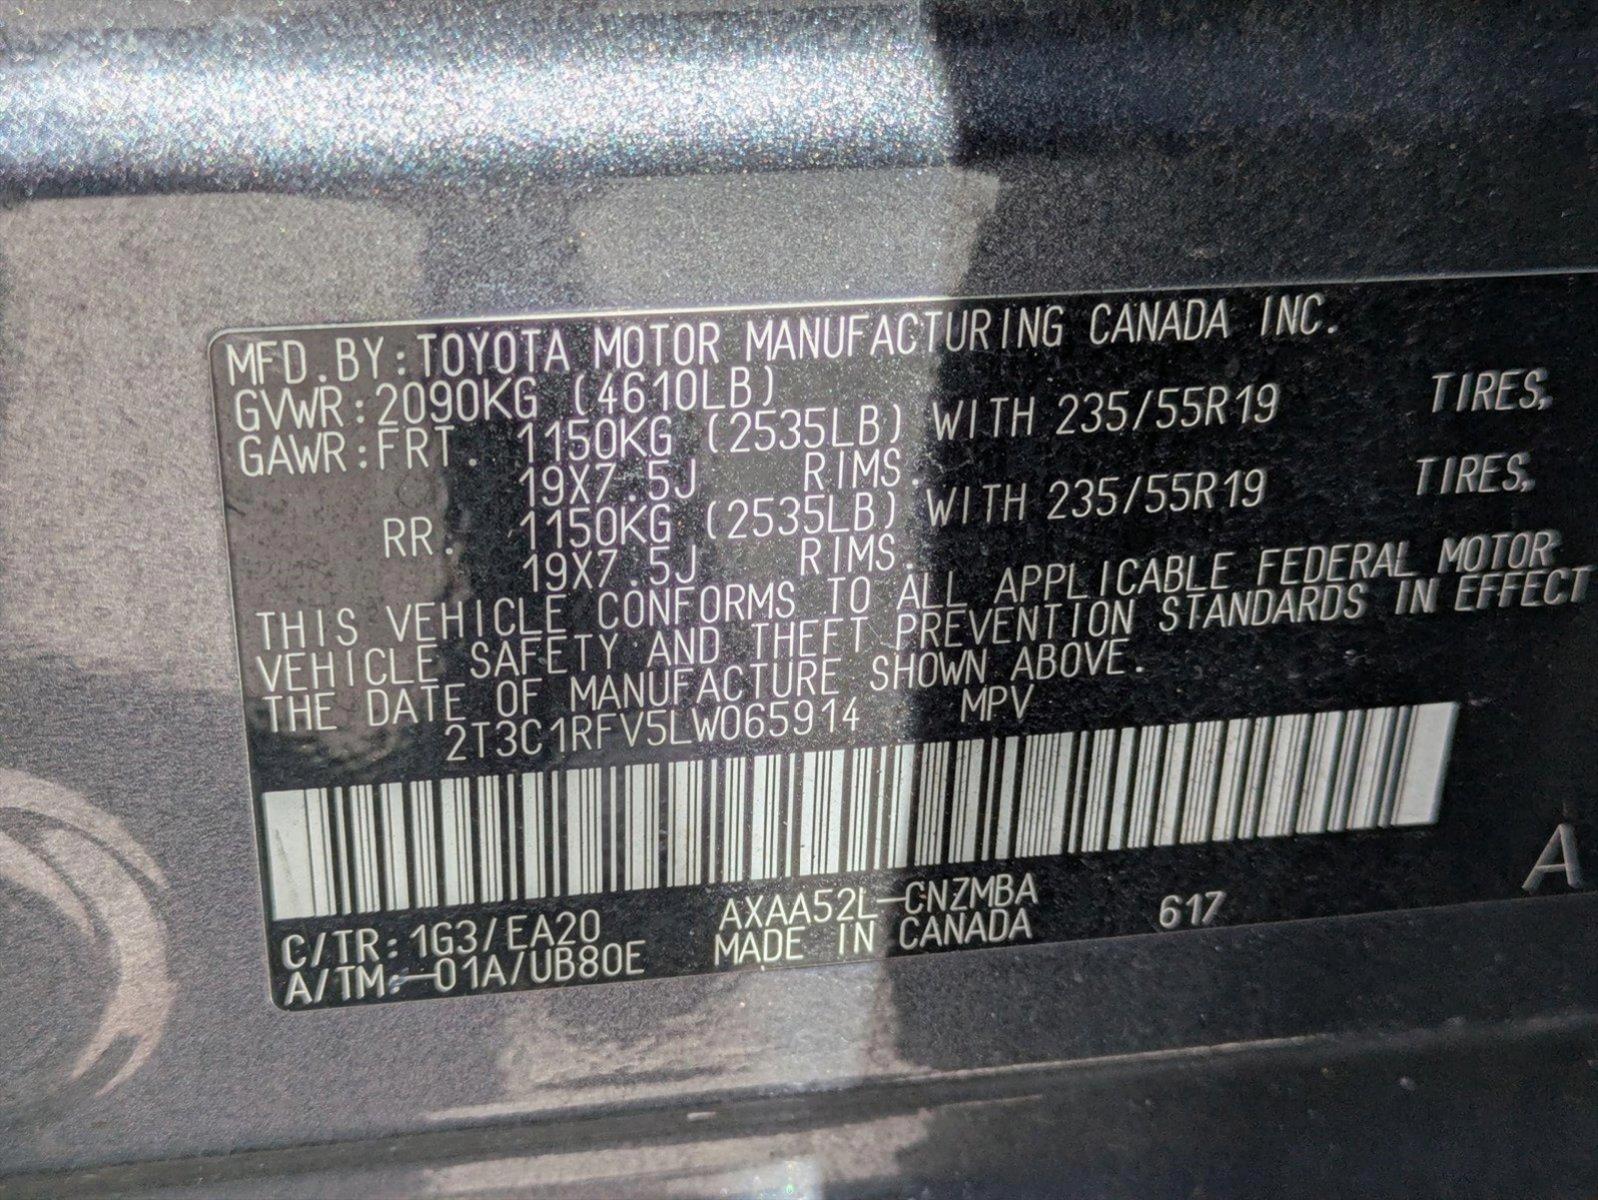 MFD.BY:TOYOTA MOTOR MANUFACTURING CANADA INC.
GVWR:2090KG (4610LB)
GAWR:FRT. 1150KG (2535LB) WITH 235/55R19 TIRES,
19X7.5J RIMS.
RR. 1150KG (2535LB) WITH 235/55R19 TIRES,
19X7.5J RIMS.
THIS VEHICLE CONFORMS TO ALL APPLICABLE FEDERAL MOTOR
VEHICLE SAFETY AND THEFT PREVENTION STANDARDS IN EFFECT
THE DATE OF MANUFACTURE SHOWN ABOVE.
2T3C1RFV5LW065914 MPV
C/TR:1G3/EA20 AXAA52L-CNZMBA 617 A
A/TM:-01A/UB80E MADE IN CANADA